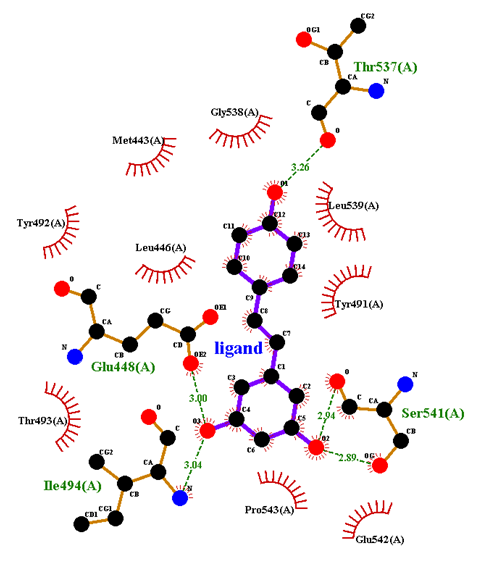 CG2
OG1
CB
Thr537(A)
CA
N
C
O
3.26
Gly538(A)
Met443(A)
O1
Leu539(A)
C12
C11
C13
C10
C14
C9
Tyr492(A)
Leu446(A)
Tyr491(A)
O
C
CG
OE1
C8
CA
CB
CD
C7
N
OE2
Glu448(A)
ligand
C1
3.00
C3
C2
O
N
C
CA
Ser541(A)
2.94
Thr493(A)
O
O3
C4
C5
C
C6
O2
CB
2.89
OG
3.04
CG2
CA
Ile494(A)
CB
N
CD1
CG1
Pro543(A)
Glu542(A)